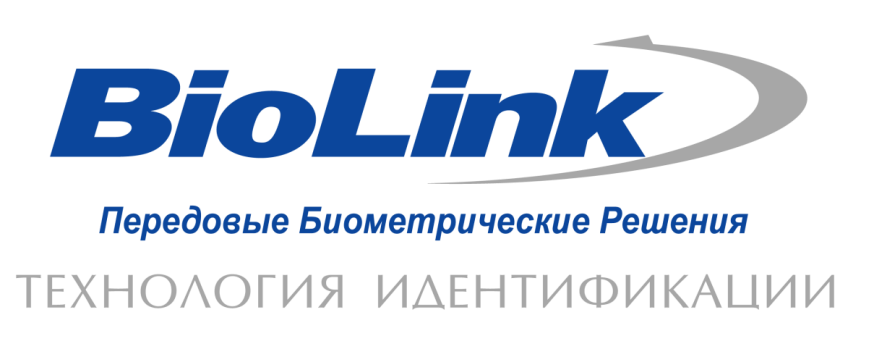 BioLink
Передовые Биометрические Решения
ТЕХНОЛОГИЯ ИДЕНТИФИКАЦИИ